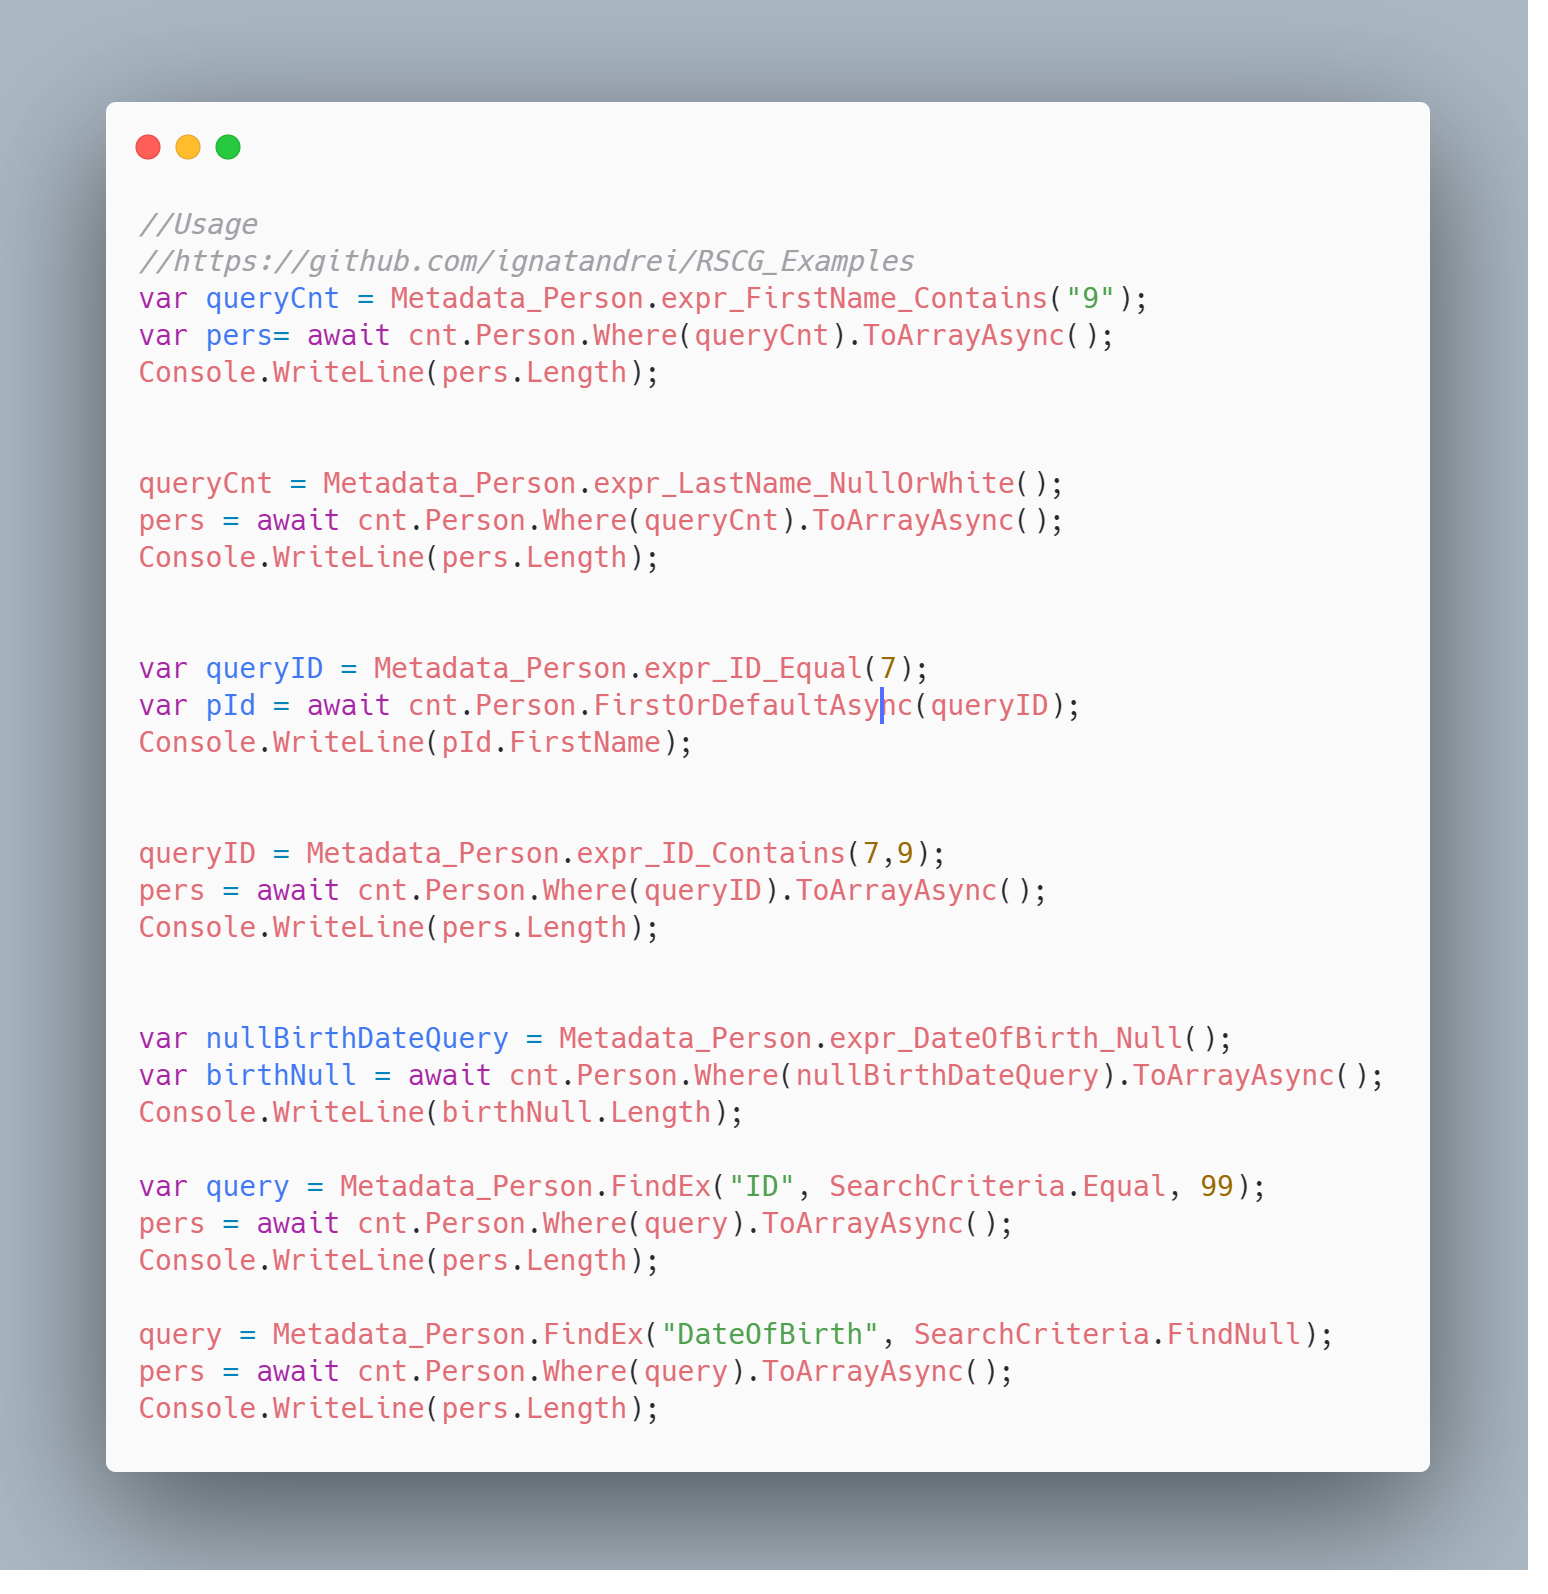 //Usage
//https://github.com/ignatandrei/RSCG_Examples
var queryCnt = Metadata_Person.expr_FirstName_Contains("9");
var pers= await cnt.Person.Where(queryCnt).ToArrayAsync();
Console.WriteLine(pers.Length);
queryCnt = Metadata_Person.expr_LastName_NullOrWhite();
pers = await cnt.Person.Where(queryCnt).ToArrayAsync();
Console.WriteLine(pers.Length);
var queryID = Metadata_Person.expr_ID_Equal(7);
var pId = await cnt.Person.FirstOrDefaultAsync(queryID);
Console.WriteLine(pId.FirstName);
queryID = Metadata_Person.expr_ID_Contains(7,9);
pers = await cnt.Person.Where(queryID).ToArrayAsync();
Console.WriteLine(pers.Length);
var nullBirthDateQuery = Metadata_Person.expr_DateOfBirth_Null();
var birthNull = await cnt.Person.Where(nullBirthDateQuery).ToArrayAsync();
Console.WriteLine(birthNull.Length);
var query = Metadata_Person.FindEx("ID", SearchCriteria.Equal, 99);
pers = await cnt.Person.Where(query).ToArrayAsync();
Console.WriteLine(pers.Length);
query = Metadata_Person.FindEx("DateOfBirth", SearchCriteria.FindNull);
pers = await cnt.Person.Where(query).ToArrayAsync();
Console.WriteLine(pers.Length);